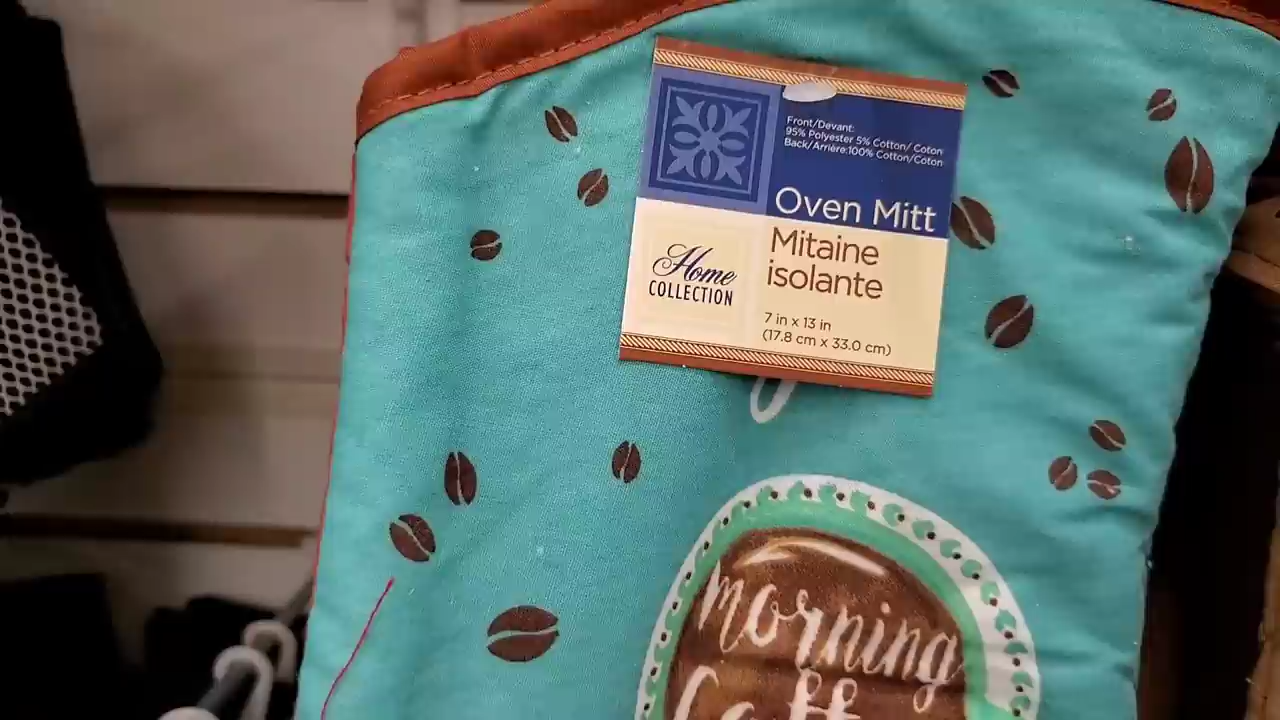 Front/Devant:
95% Polyester 5% Cotton/ Coton
Back/Arrière:100% Cotton/Coton
Oven Mitt
Mitaine
isolante
Home
COLLECTION
7 in x 13 in
(17.8 cm x 33.0 cm)
morning